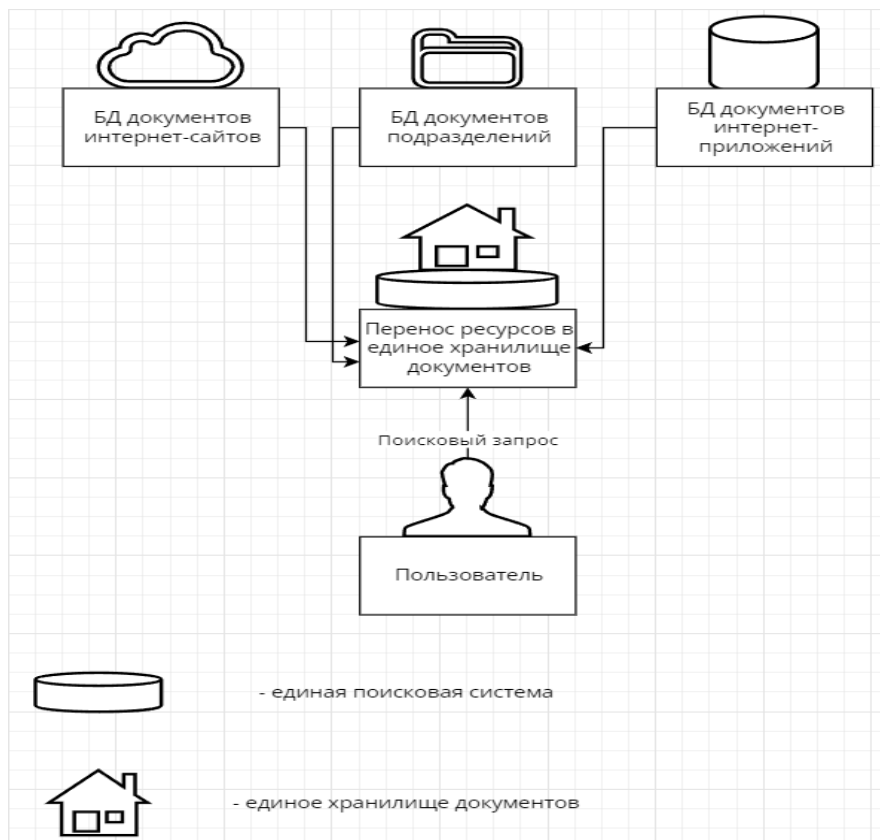 БД документов
интернет-сайтов
БД документов
подразделений
БД документов
интернет-
приложений
Перенос ресурсов в
единое хранилище
документов
Поисковый запрос
Пользователь
- единая поисковая система
- единое хранилище документов